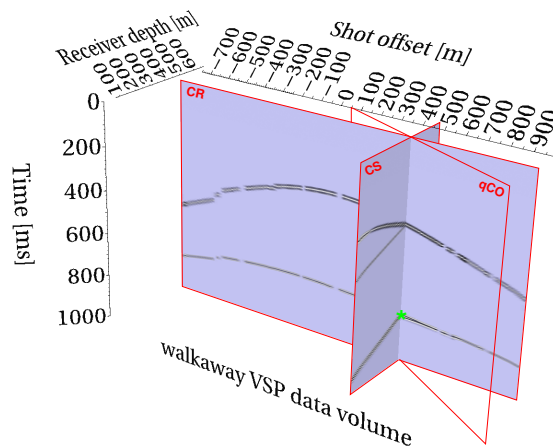 Shot offset [m]
Receiver depth [m]
100 200 300 400 500 600
−700 −600 −500 −400 −300 −200 −100 0 100 200 300 400 500 600 700 800 900
Time [ms]
0
200
400
600
800
1000
CR
CS
qCO
walkaway VSP data volume